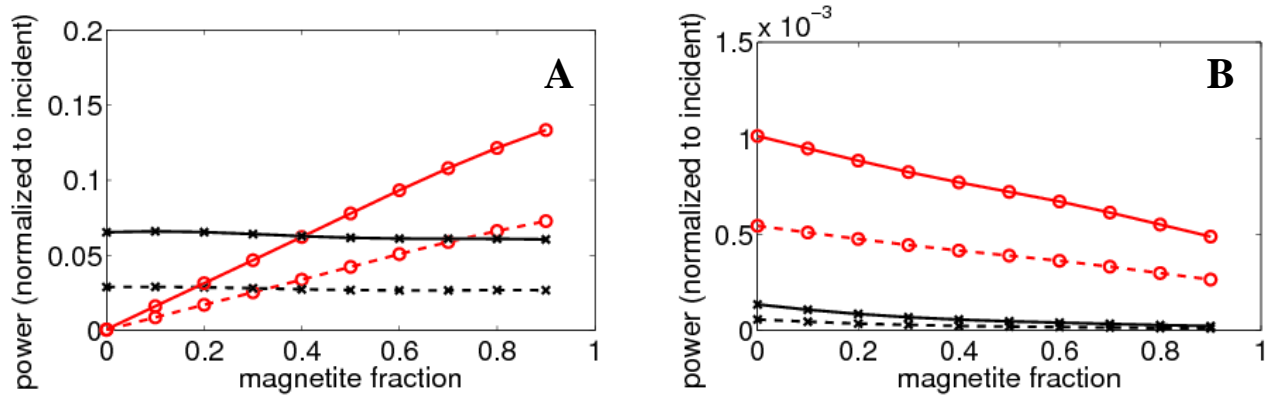 A
power (normalized to incident)
0.2
0.15
0.1
0.05
0
0 0.2 0.4 0.6 0.8 1
magnetite fraction
B
power (normalized to incident)
x 10⁻³
1.5
1
0.5
0
0 0.2 0.4 0.6 0.8 1
magnetite fraction